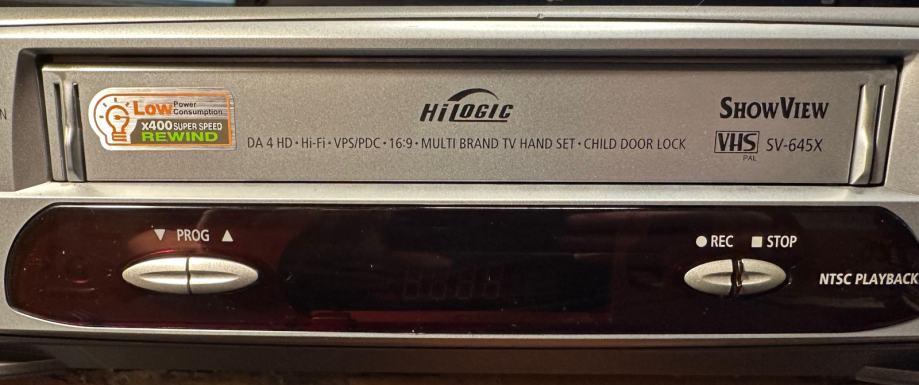 Low Power Consumption
x400 SUPER SPEED
REWIND
HiLOGIC
DA 4 HD • Hi-Fi • VPS/PDC • 16:9 • MULTI BRAND TV HAND SET • CHILD DOOR LOCK
SHOWVIEW
VHS SV-645X
PAL
▼ PROG ▲
● REC ■ STOP
NTSC PLAYBACK